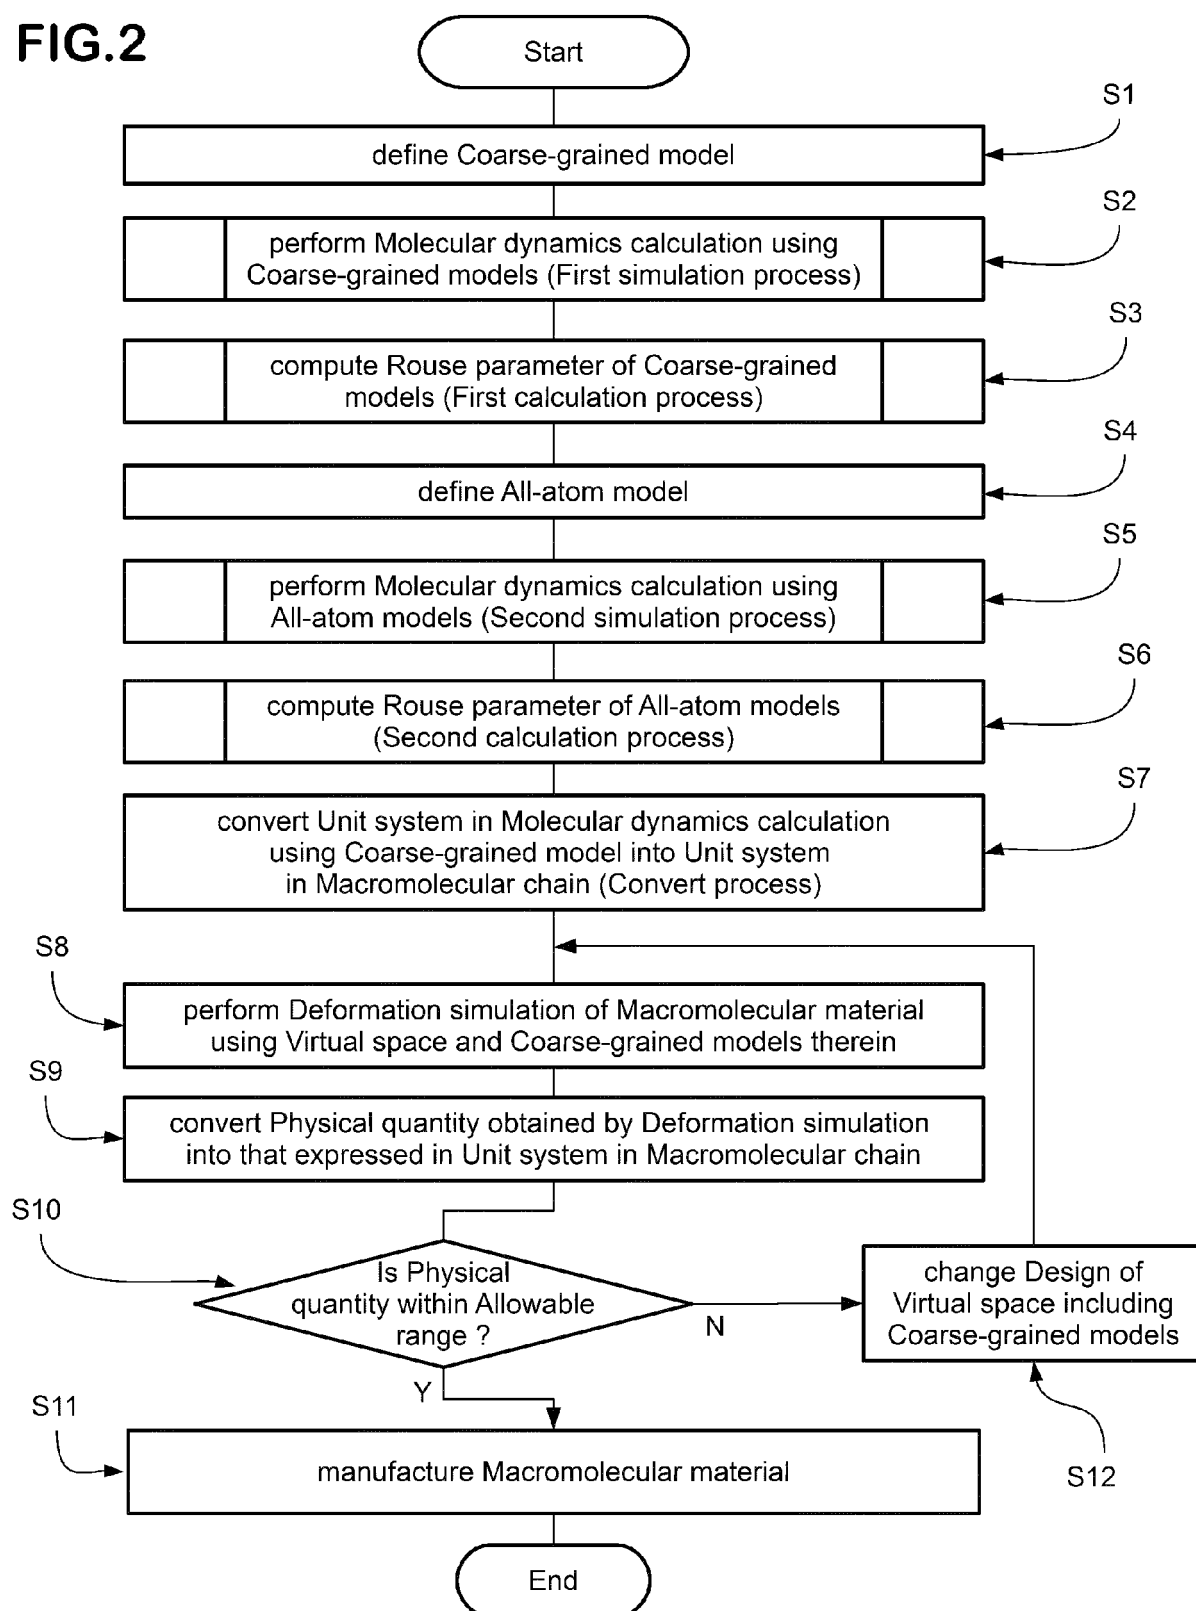 FIG.2
Start
S1
define Coarse-grained model
S2
perform Molecular dynamics calculation using
Coarse-grained models (First simulation process)
S3
compute Rouse parameter of Coarse-grained
models (First calculation process)
S4
define All-atom model
S5
perform Molecular dynamics calculation using
All-atom models (Second simulation process)
S6
compute Rouse parameter of All-atom models
(Second calculation process)
S7
convert Unit system in Molecular dynamics calculation
using Coarse-grained model into Unit system
in Macromolecular chain (Convert process)
S8
perform Deformation simulation of Macromolecular material
using Virtual space and Coarse-grained models therein
S9
convert Physical quantity obtained by Deformation simulation
into that expressed in Unit system in Macromolecular chain
S10
Is Physical
quantity within Allowable
range ?
N
change Design of
Virtual space including
Coarse-grained models
Y
S11
S12
manufacture Macromolecular material
End